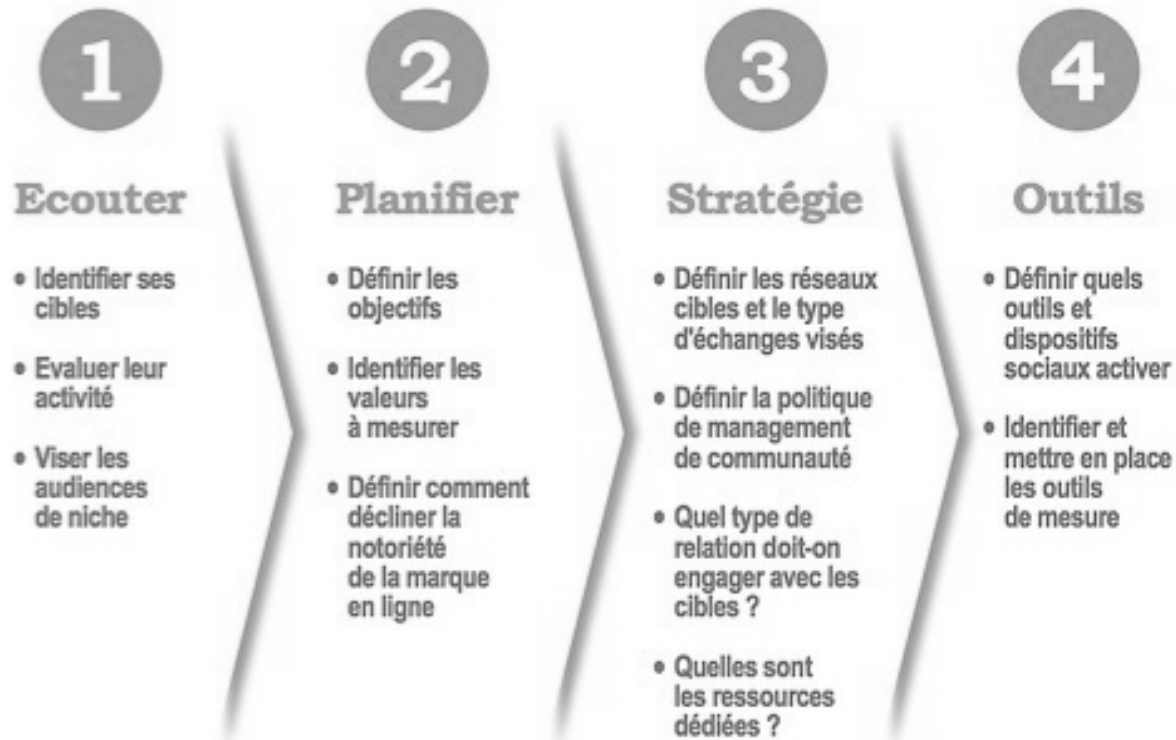 1
Ecouter
• Identifier ses
cibles
• Evaluer leur
activité
• Viser les
audiences
de niche
2
Planifier
• Définir les
objectifs
• Identifier les
valeurs
à mesurer
• Définir comment
décliner la
notoriété
de la marque
en ligne
3
Stratégie
• Définir les réseaux
cibles et le type
d'échanges visés
• Définir la politique
de management
de communauté
• Quel type de
relation doit-on
engager avec les
cibles ?
• Quelles sont
les ressources
dédiées ?
4
Outils
• Définir quels
outils et
dispositifs
sociaux activer
• Identifier et
mettre en place
les outils
de mesure